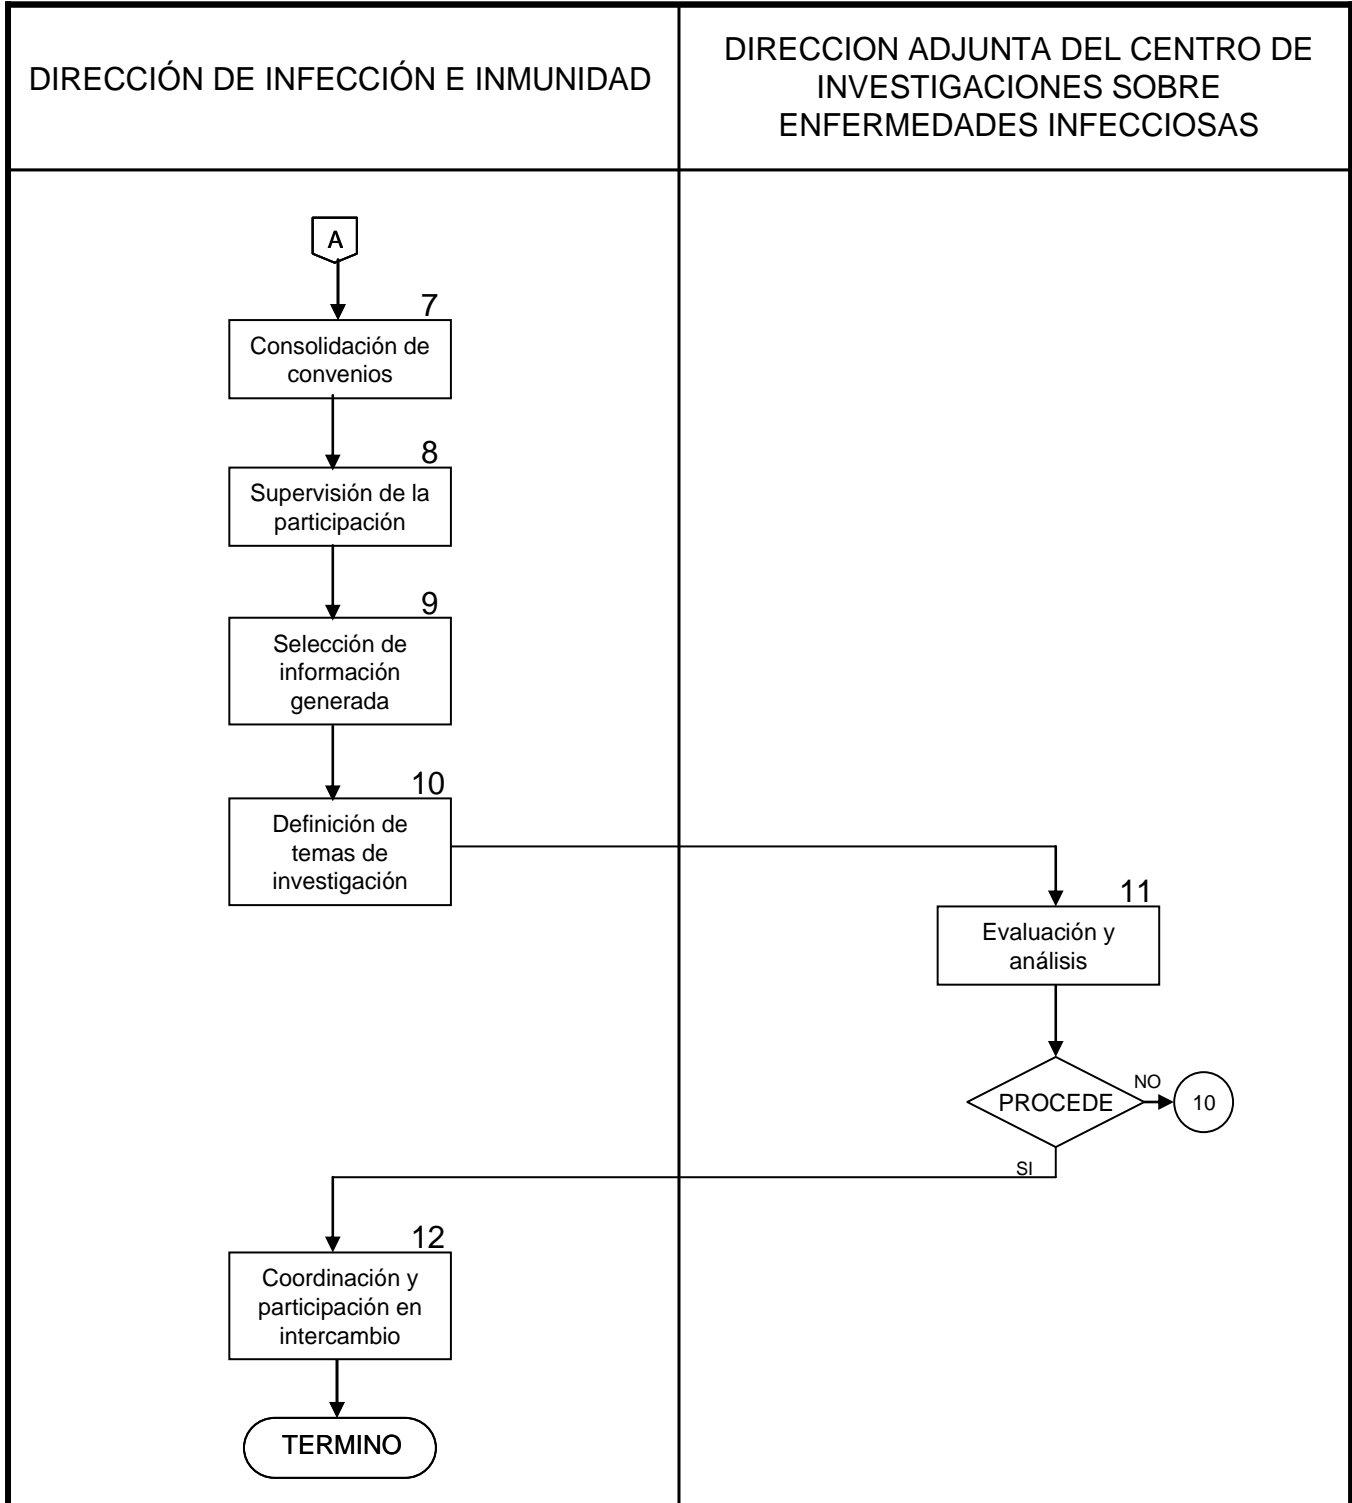 DIRECCIÓN DE INFECCIÓN E INMUNIDAD
DIRECCION ADJUNTA DEL CENTRO DE
INVESTIGACIONES SOBRE
ENFERMEDADES INFECCIOSAS
A
7
Consolidación de
convenios
8
Supervisión de la
participación
9
Selección de
información
generada
10
Definición de
temas de
investigación
11
Evaluación y
análisis
PROCEDE
NO
10
SI
12
Coordinación y
participación en
intercambio
TERMINO